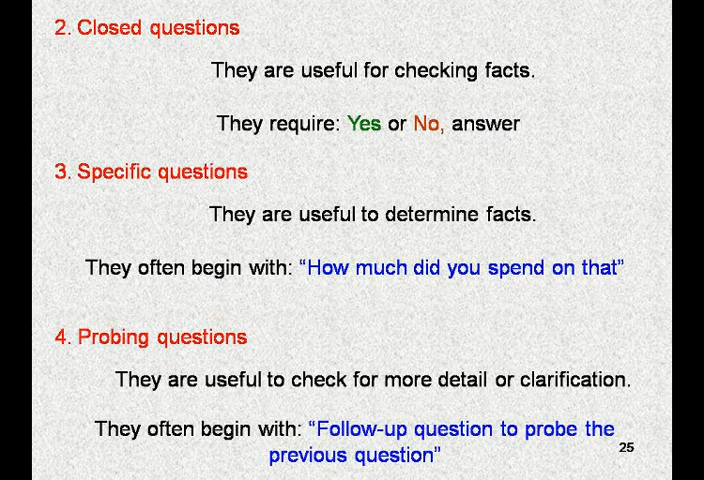 2. Closed questions
They are useful for checking facts.
They require: Yes or No, answer
3. Specific questions
They are useful to determine facts.
They often begin with: “How much did you spend on that”
4. Probing questions
They are useful to check for more detail or clarification.
They often begin with: “Follow-up question to probe the
previous question”
25